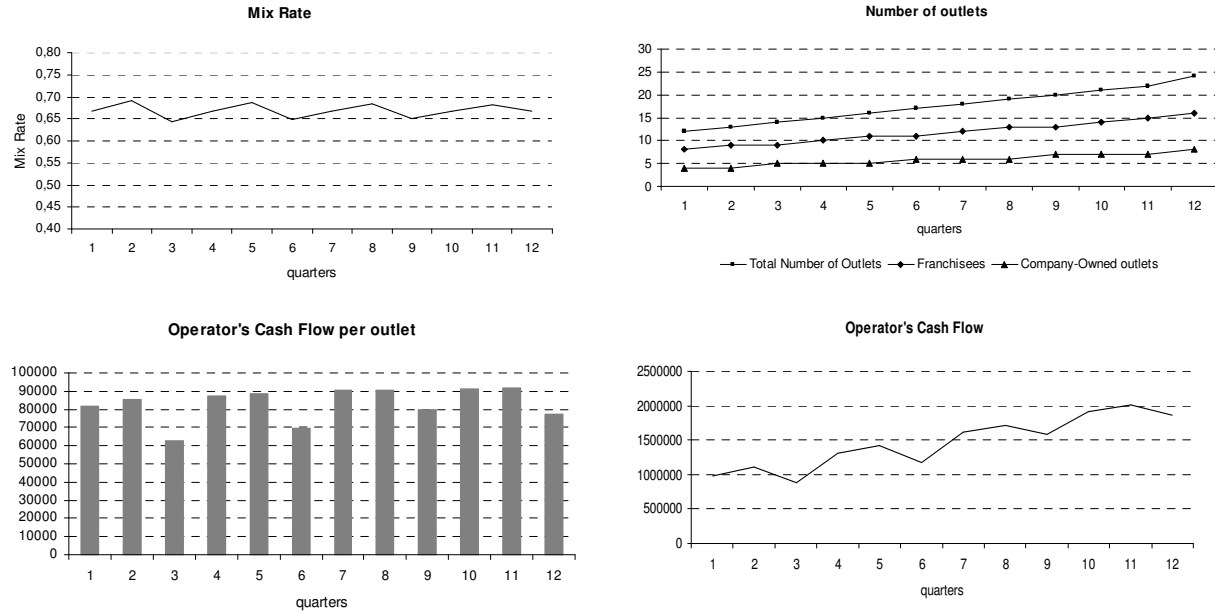 Mix Rate
0,80
0,75
0,70
0,65
0,60
0,55
0,50
0,45
0,40
Mix Rate
1 2 3 4 5 6 7 8 9 10 11 12
quarters
Number of outlets
30
25
20
15
10
5
0
1 2 3 4 5 6 7 8 9 10 11 12
quarters
Total Number of Outlets Franchisees Company-Owned outlets
Operator's Cash Flow per outlet
100000
90000
80000
70000
60000
50000
40000
30000
20000
10000
0
1 2 3 4 5 6 7 8 9 10 11 12
quarters
Operator's Cash Flow
2500000
2000000
1500000
1000000
500000
0
1 2 3 4 5 6 7 8 9 10 11 12
quarters